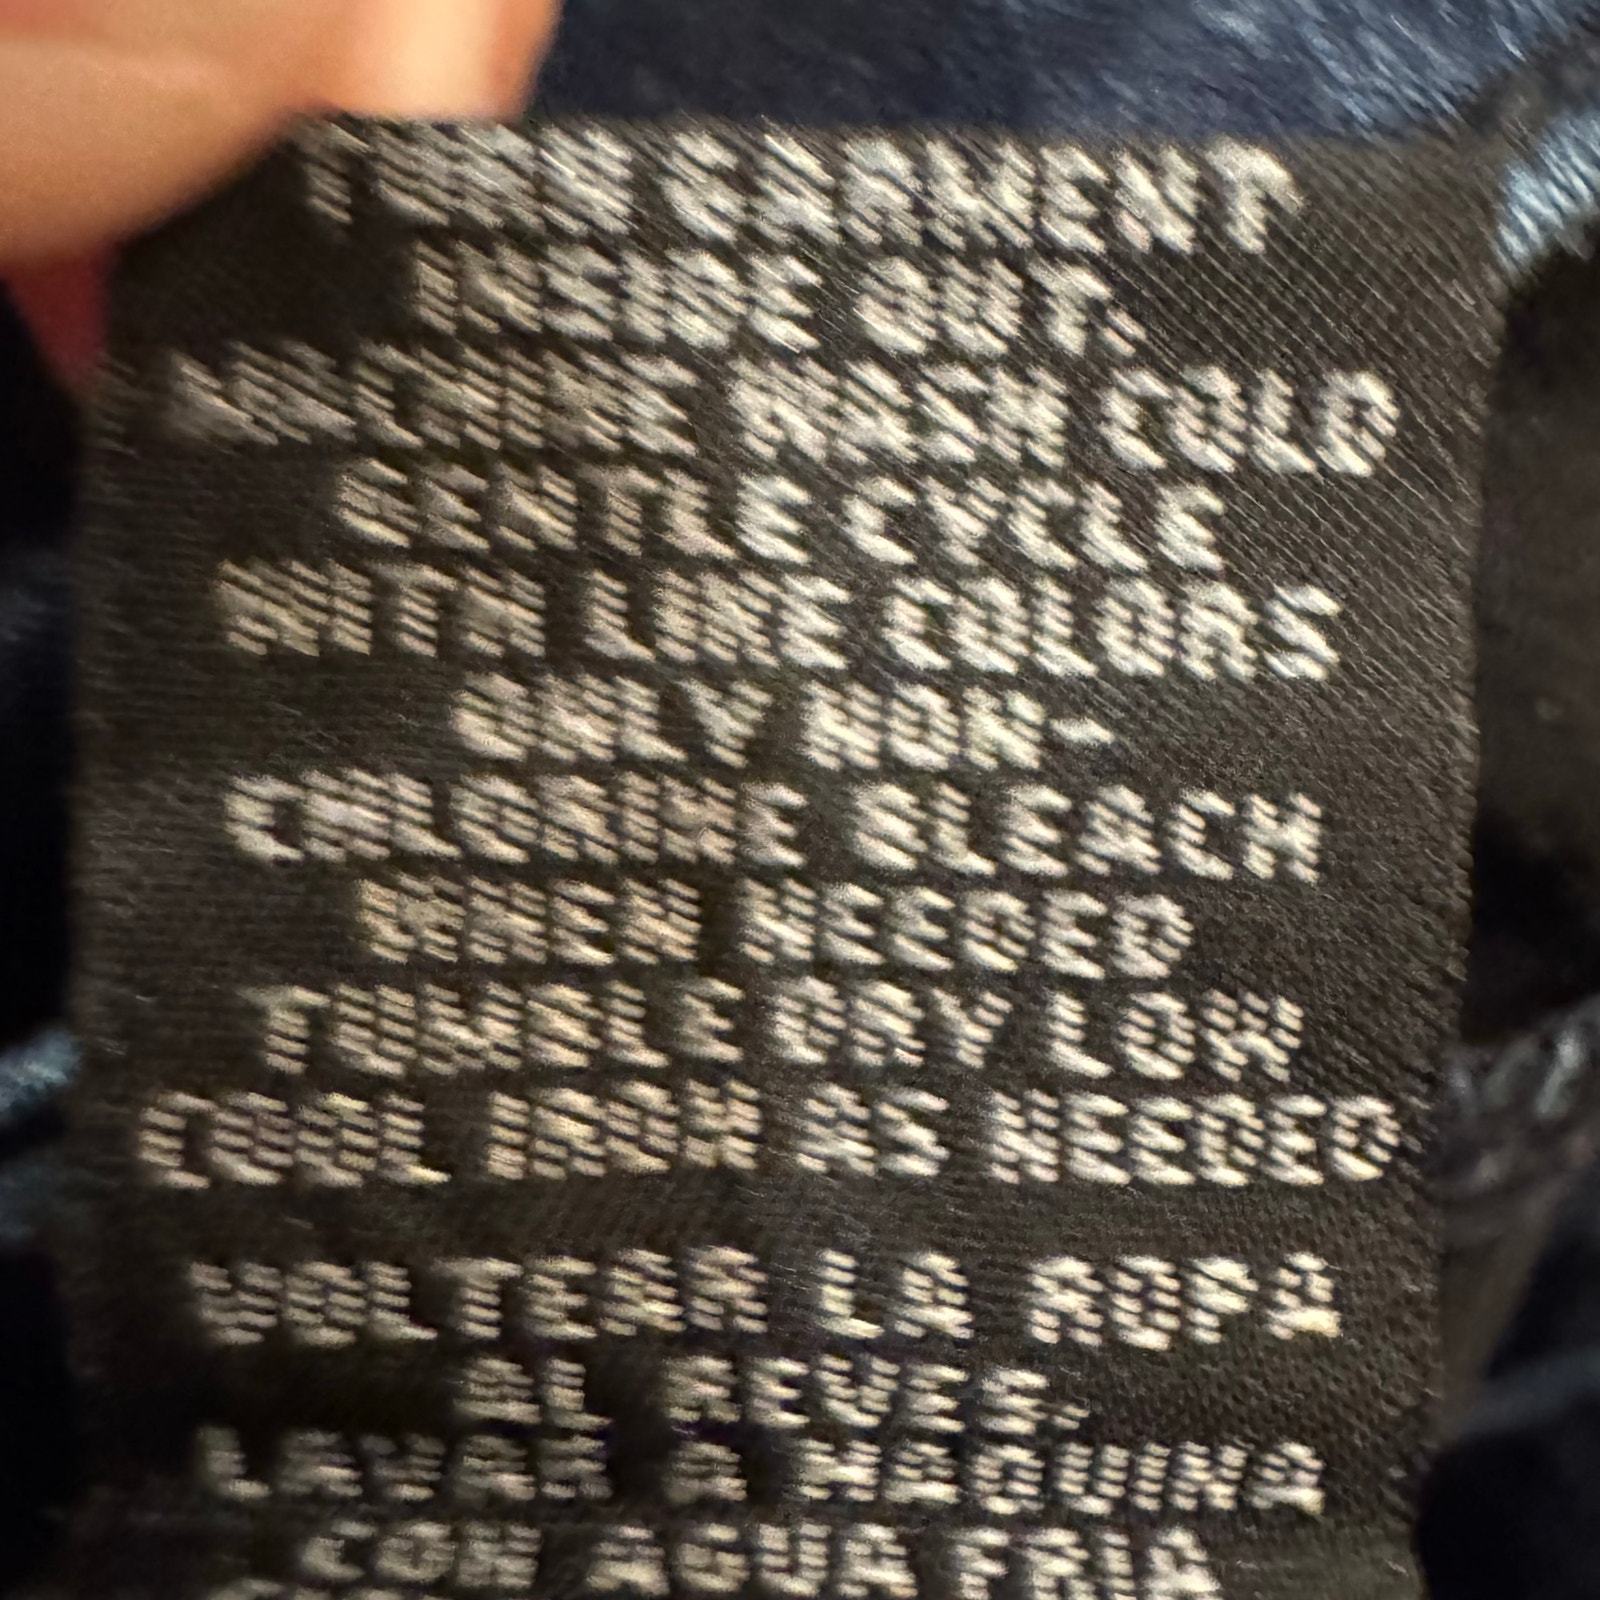 TURN GARMENT
INSIDE OUT.
MACHINE WASH COLD
GENTLE CYCLE
WITH LIKE COLORS
ONLY NON-
CHLORINE BLEACH
WHEN NEEDED
TUMBLE DRY LOW
COOL IRON AS NEEDED
VOLTEAR LA ROPA
AL REVES.
LAVAR A MAQUINA
CON AGUA FRIA